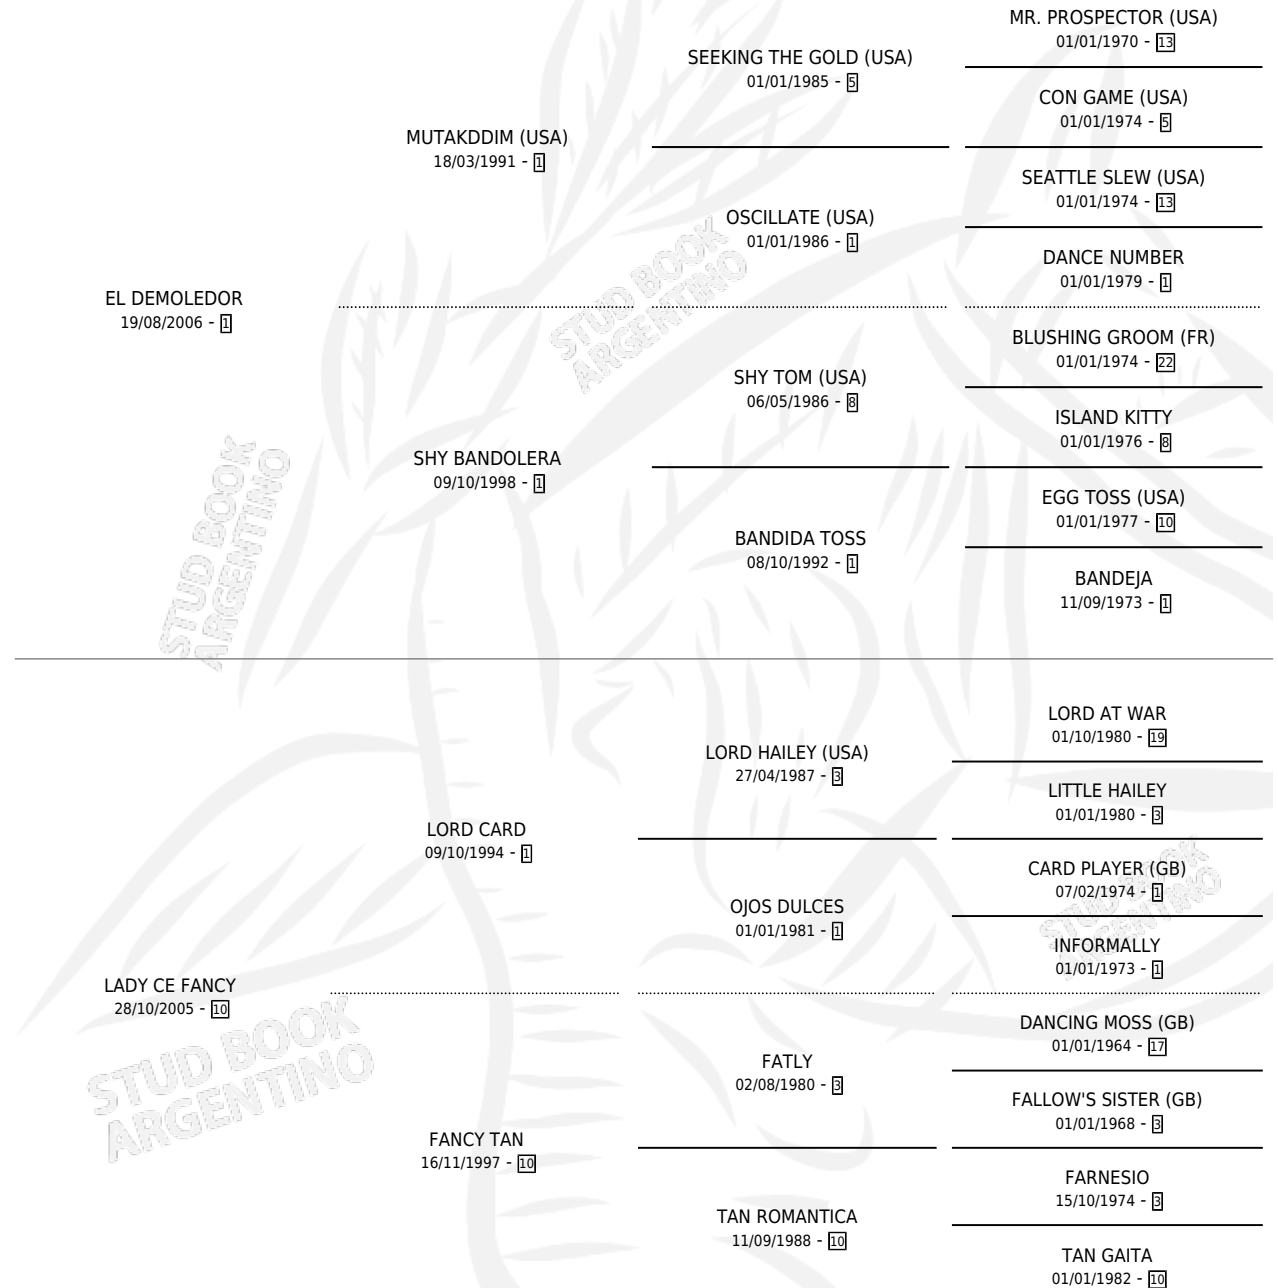 MR. PROSPECTOR (USA)
01/01/1970 - 13
SEEKING THE GOLD (USA)
01/01/1985 - 5
CON GAME (USA)
01/01/1974 - 5
MUTAKDDIM (USA)
18/03/1991 - 1
SEATTLE SLEW (USA)
01/01/1974 - 13
OSCILLATE (USA)
01/01/1986 - 1
DANCE NUMBER
01/01/1979 - 1
EL DEMOLEDOR
19/08/2006 - 1
BLUSHING GROOM (FR)
01/01/1974 - 22
SHY TOM (USA)
06/05/1986 - 8
ISLAND KITTY
01/01/1976 - 8
SHY BANDOLERA
09/10/1998 - 1
EGG TOSS (USA)
01/01/1977 - 10
BANDIDA TOSS
08/10/1992 - 1
BANDEJA
11/09/1973 - 1
LORD AT WAR
01/10/1980 - 19
LORD HAILEY (USA)
27/04/1987 - 3
LITTLE HAILEY
01/01/1980 - 3
LORD CARD
09/10/1994 - 1
CARD PLAYER (GB)
07/02/1974 - 1
OJOS DULCES
01/01/1981 - 1
INFORMALLY
01/01/1973 - 1
LADY CE FANCY
28/10/2005 - 10
DANCING MOSS (GB)
01/01/1964 - 17
FATLY
02/08/1980 - 3
FALLOW'S SISTER (GB)
01/01/1968 - 3
FANCY TAN
16/11/1997 - 10
FARNESIO
15/10/1974 - 3
TAN ROMANTICA
11/09/1988 - 10
TAN GAITA
01/01/1982 - 10
STUD BOOK
ARGENTINO
STUD BOOK
ARGENTINO
STUD BOOK
ARGENTINO
STUD BOOK
ARGENTINO